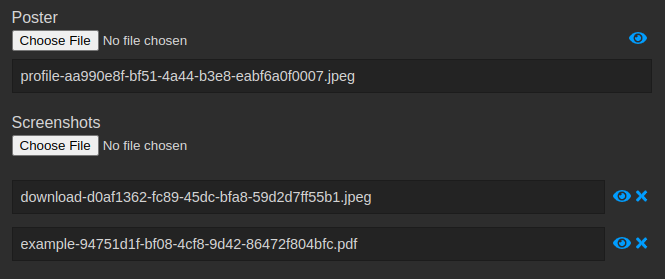 Poster
Choose File No file chosen
profile-aa990e8f-bf51-4a44-b3e8-eabf6a0f0007.jpeg
Screenshots
Choose File No file chosen
download-d0af1362-fc89-45dc-bfa8-59d2d7ff55b1.jpeg
example-94751d1f-bf08-4cf8-9d42-86472f804bfc.pdf